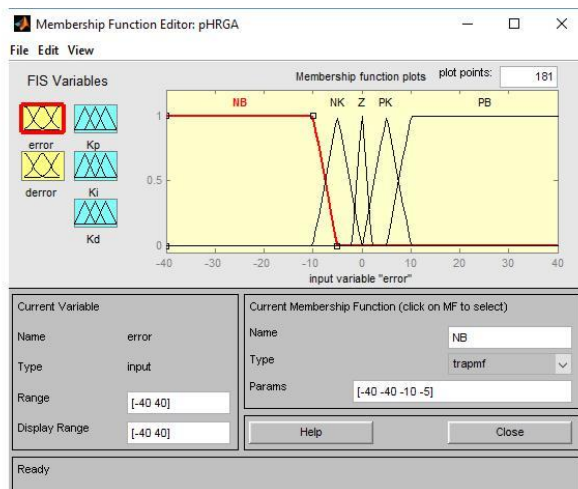 Membership Function Editor: pHRGA
File Edit View
FIS Variables
error
Kp
derror
Ki
Kd
Membership function plots
plot points:
181
NB
NK
Z
PK
PB
1
0.5
0
-40
-30
-20
-10
0
10
20
30
40
input variable "error"
Current Variable
Name error
Type input
Range [-40 40]
Display Range [-40 40]
Current Membership Function (click on MF to select)
Name NB
Type trapmf
Params [-40 -40 -10 -5]
Help
Close
Ready